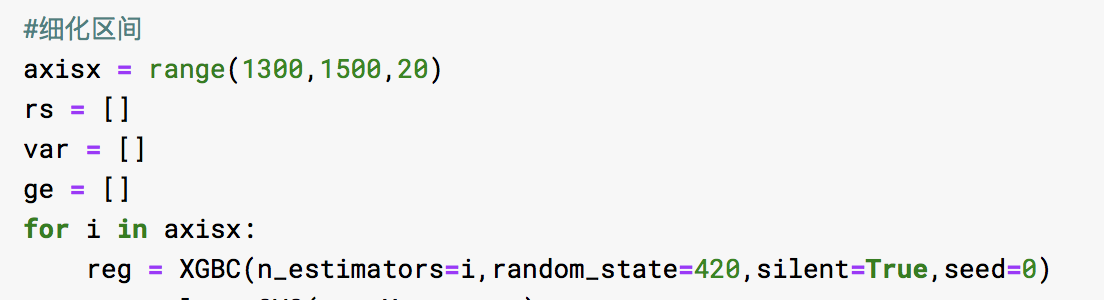 #细化区间
axisx = range(1300,1500,20)
rs = []
var = []
ge = []
for i in axisx:
    reg = XGBC(n_estimators=i,random_state=420,silent=True,seed=0)